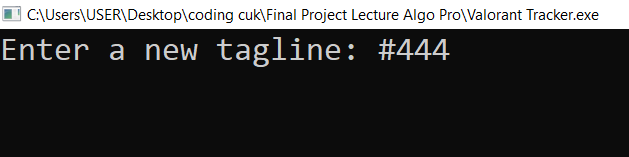 C:\Users\USER\Desktop\coding cuk\Final Project Lecture Algo Pro\Valorant Tracker.exe
Enter a new tagline: #444